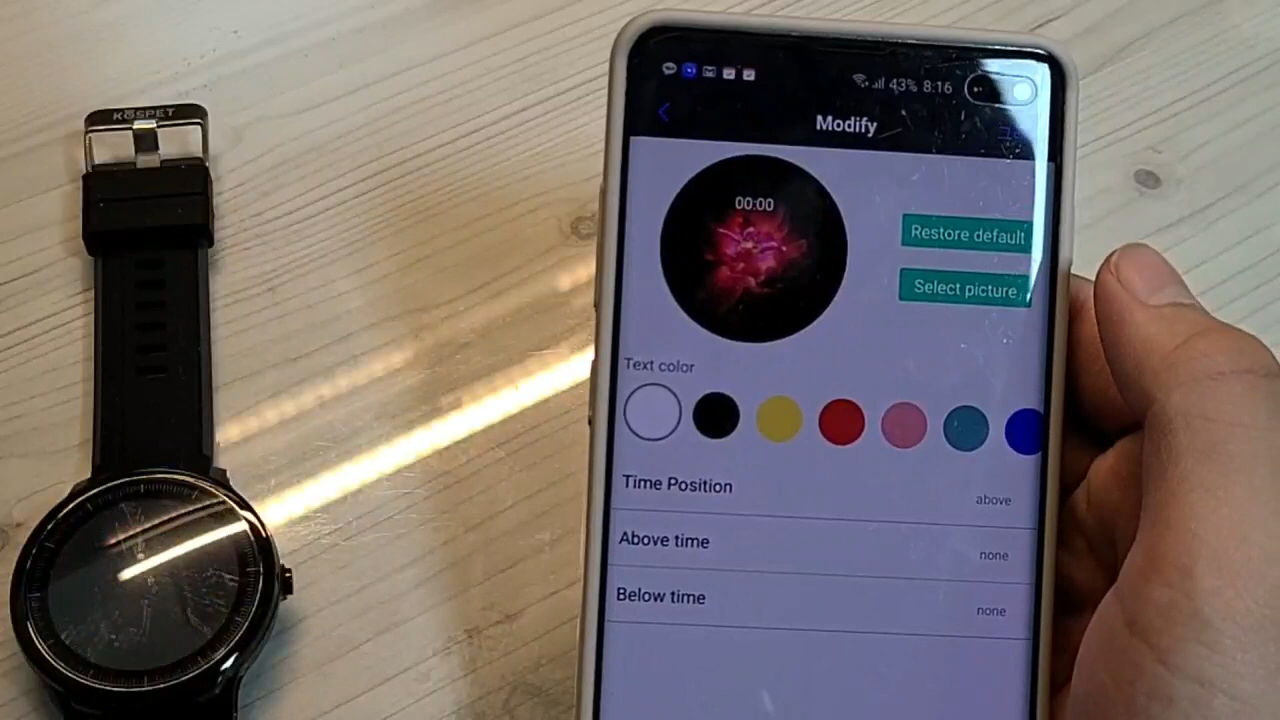 KOSPET
43% 8:16
Modify
00:00
Restore default
Select picture
Text color
Time Position
above
Above time
none
Below time
none